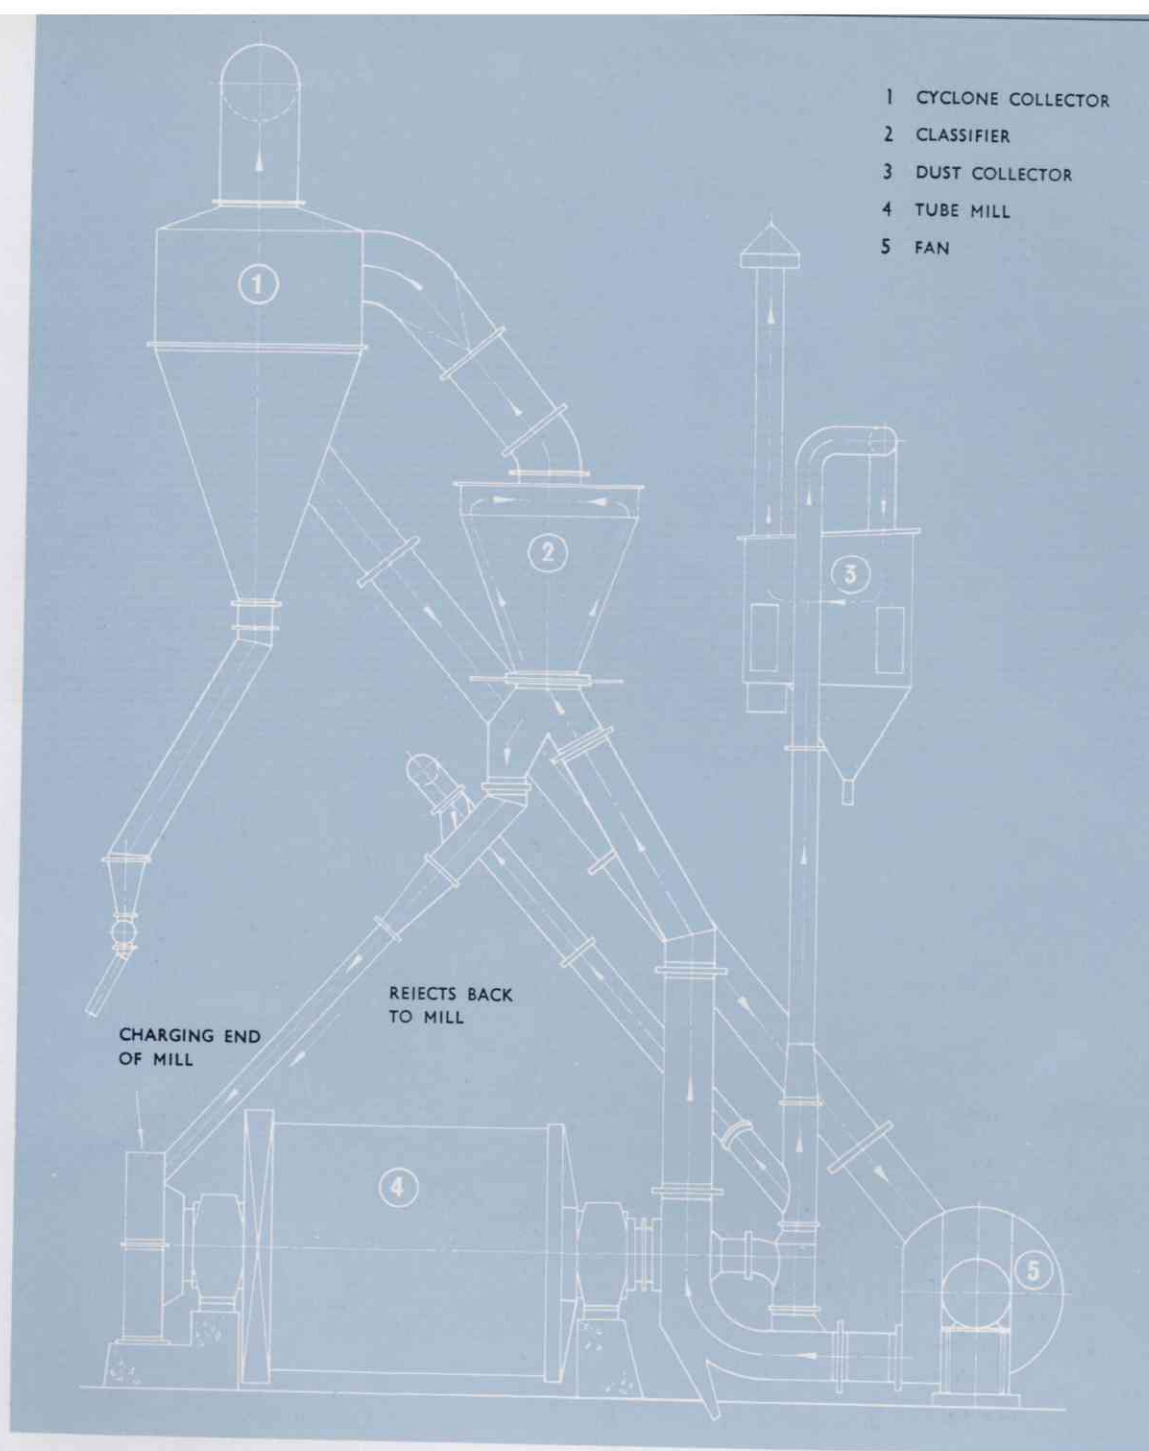 1 CYCLONE COLLECTOR
2 CLASSIFIER
3 DUST COLLECTOR
4 TUBE MILL
5 FAN
1
2
3
REJECTS BACK
TO MILL
CHARGING END
OF MILL
4
5